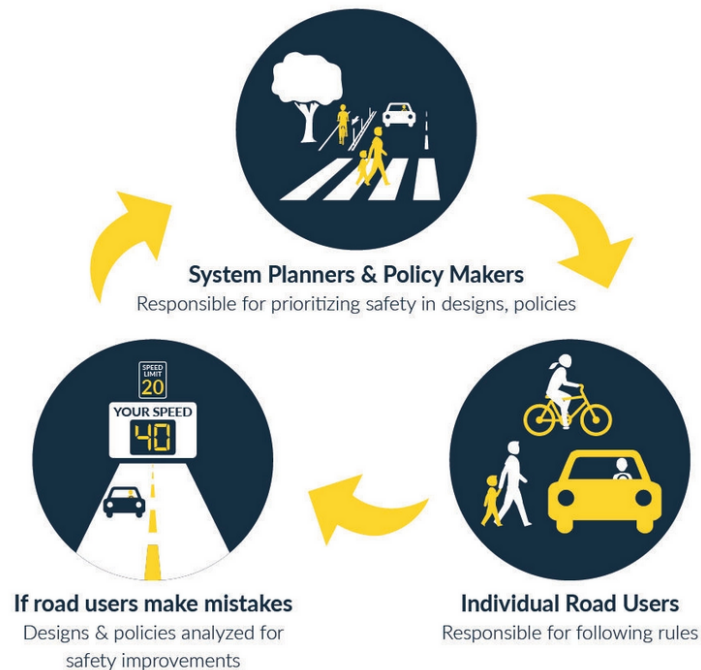 System Planners & Policy Makers
Responsible for prioritizing safety in designs, policies
SPEED
LIMIT
20
YOUR SPEED
40
If road users make mistakes
Designs & policies analyzed for
safety improvements
Individual Road Users
Responsible for following rules